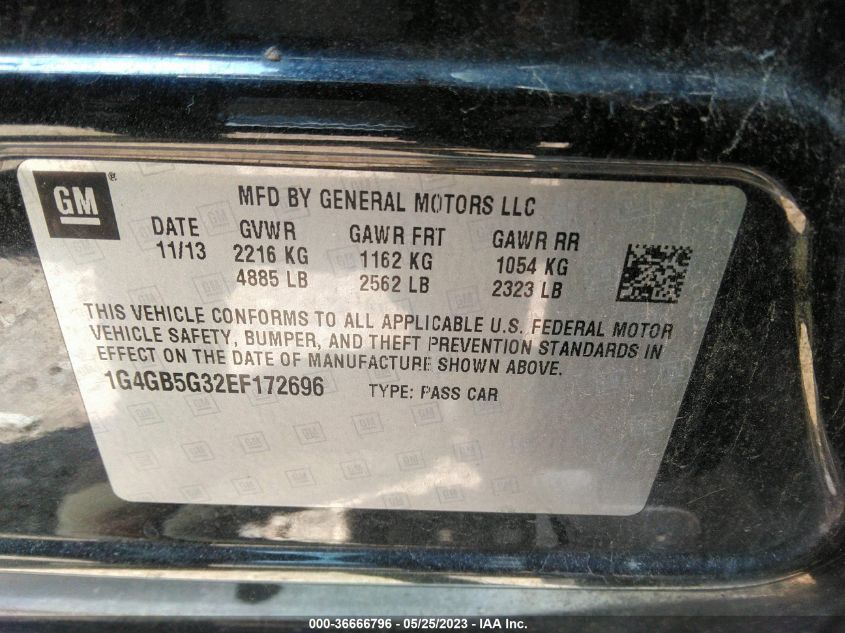 GM®
MFD BY GENERAL MOTORS LLC
DATE GVWR GAWR FRT GAWR RR
11/13 2216 KG 1162 KG 1054 KG
4885 LB 2562 LB 2323 LB
THIS VEHICLE CONFORMS TO ALL APPLICABLE U.S. FEDERAL MOTOR
VEHICLE SAFETY, BUMPER, AND THEFT PREVENTION STANDARDS IN
EFFECT ON THE DATE OF MANUFACTURE SHOWN ABOVE.
1G4GB5G32EF172696 TYPE: PASS CAR
000-36666796 - 05/25/2023 - IAA Inc.